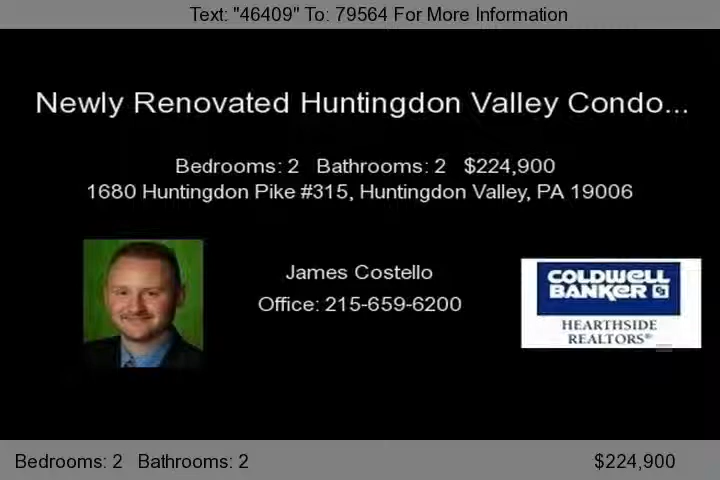 Text: "46409" To: 79564 For More Information
Newly Renovated Huntingdon Valley Condo...
Bedrooms: 2 Bathrooms: 2 $224,900
1680 Huntingdon Pike #315, Huntingdon Valley, PA 19006
James Costello
Office: 215-659-6200
COLDWELL
BANKER CB
HEARTHSIDE
REALTORS®
Bedrooms: 2 Bathrooms: 2 $224,900